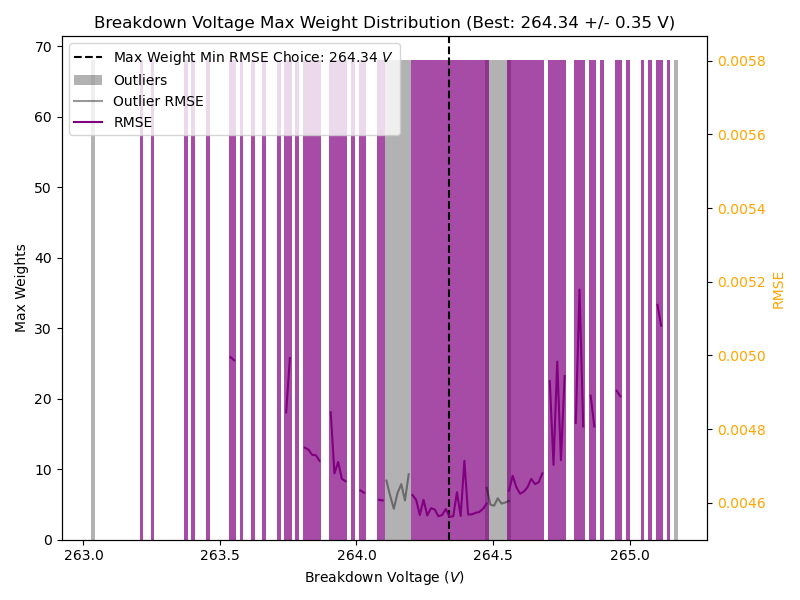 Breakdown Voltage Max Weight Distribution (Best: 264.34 +/- 0.35 V)
Max Weight Min RMSE Choice: 264.34 V
Outliers
Outlier RMSE
RMSE
Max Weights
70
60
50
40
30
20
10
0
0.0058
0.0056
0.0054
0.0052
0.0050
0.0048
0.0046
RMSE
263.0 263.5 264.0 264.5 265.0
Breakdown Voltage (V)